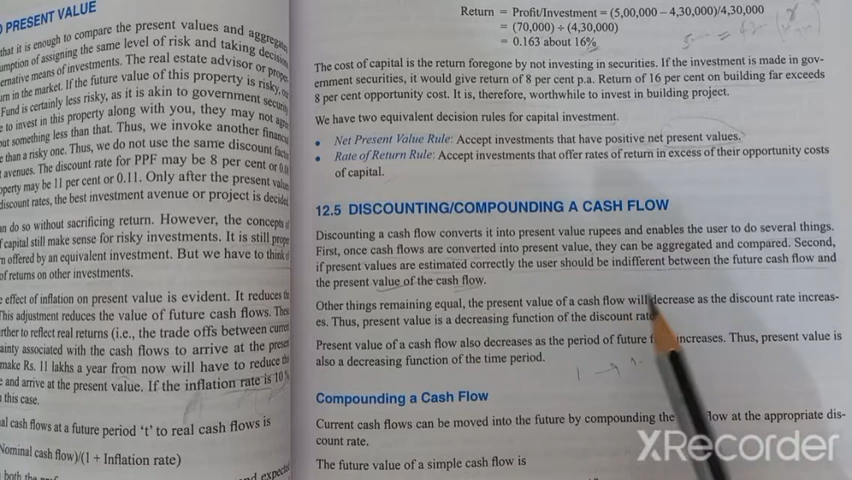 PRESENT VALUE
that it is enough to compare the present values and aggregate
umption of assigning the same level of risk and taking decision
ernative means of investments. The real estate advisor or
urn in the market. If the future value of this property is risky,
Fund is certainly less risky, as it is akin to government
e to invest in this property along with you, they may not
out something less than that. Thus, we invoke another
e than a risky one. Thus, we do not use the same discount
t avenues. The discount rate for PPF may be 8 per cent or
operty may be 11 per cent or 0.11. Only after the present
discount rates, the best investment avenue or project is
n do so without sacrificing return. However, the concepts
f capital still make sense for risky investments. It is still
n offered by an equivalent investment. But we have to think
of returns on other investments.
e effect of inflation on present value is evident. It reduces
This adjustment reduces the value of future cash flows.
rther to reflect real returns (i.e., the trade offs between
ainty associated with the cash flows to arrive at the
make Rs. 11 lakhs a year from now will have to reduce
e and arrive at the present value. If the inflation rate is 10
this case.
al cash flows at a future period 't' to real cash flows is
Nominal cash flow)/(1 + Inflation rate)
both the
and expected
Return = Profit/Investment = (5,00,000 – 4,30,000)/4,30,000
= (70,000) ÷ (4,30,000)
= 0.163 about 16%
The cost of capital is the return foregone by not investing in securities. If the investment is made in gov-
ernment securities, it would give return of 8 per cent p.a. Return of 16 per cent on building far exceeds
8 per cent opportunity cost. It is, therefore, worthwhile to invest in building project.
We have two equivalent decision rules for capital investment.
• Net Present Value Rule: Accept investments that have positive net present values.
• Rate of Return Rule: Accept investments that offer rates of return in excess of their opportunity costs
of capital.
12.5 DISCOUNTING/COMPOUNDING A CASH FLOW
Discounting a cash flow converts it into present value rupees and enables the user to do several things.
First, once cash flows are converted into present value, they can be aggregated and compared. Second,
if present values are estimated correctly the user should be indifferent between the future cash flow and
the present value of the cash flow.
Other things remaining equal, the present value of a cash flow will decrease as the discount rate increas-
es. Thus, present value is a decreasing function of the discount rate
Present value of a cash flow also decreases as the period of future increases. Thus, present value is
also a decreasing function of the time period.
Compounding a Cash Flow
Current cash flows can be moved into the future by compounding the flow at the appropriate dis-
count rate.
The future value of a simple cash flow is
XRecorder